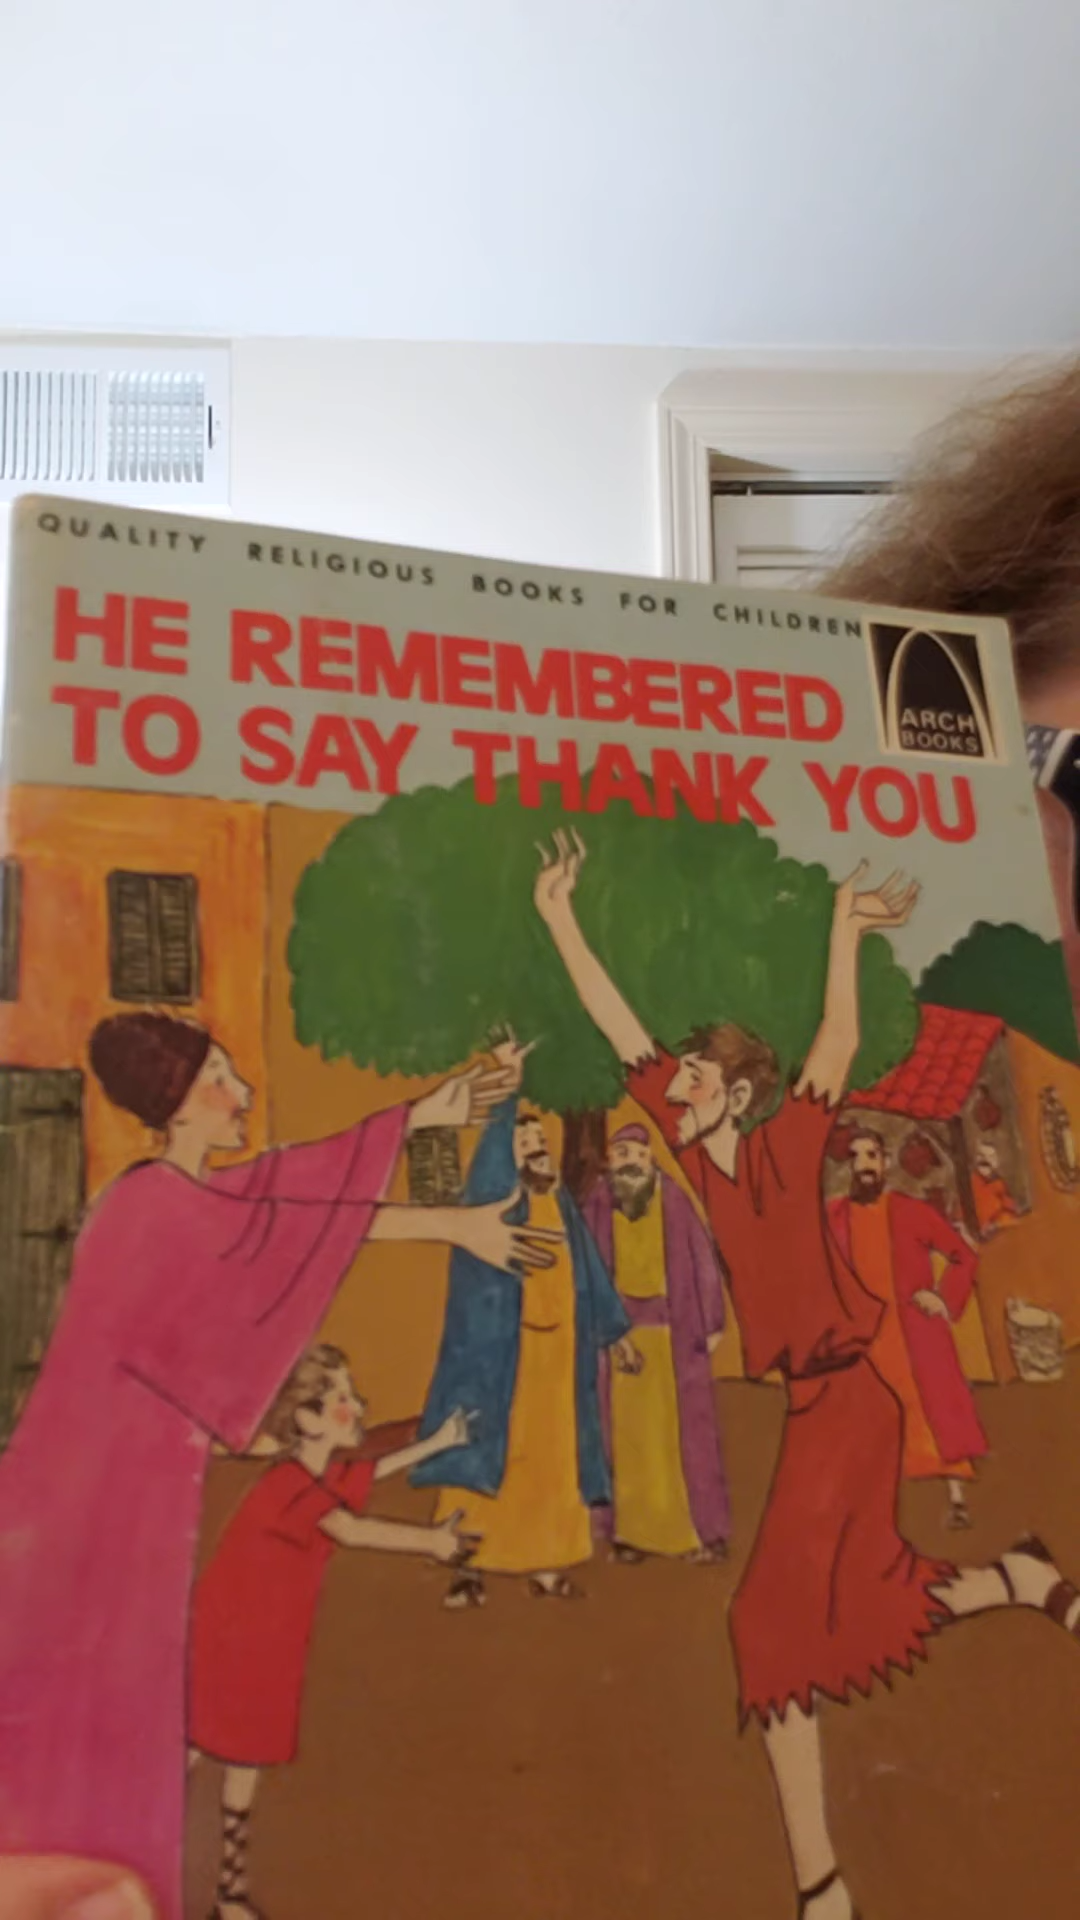 QUALITY RELIGIOUS BOOKS FOR CHILDREN
HE REMEMBERED
TO SAY THANK YOU
ARCH
BOOKS